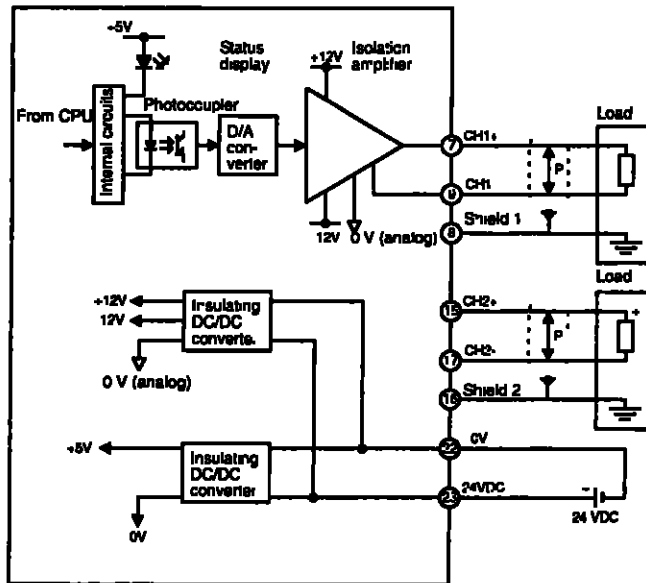 +5V
Status
display
Isolation
amplifier
+12V
From CPU
Internal circuits
Photoccupler
D/A
con-
verter
7
CH1+
9
CH1
8
Shield 1
12V
0 V (analog)
Load
P
Load
+12V
12V
Insulating
DC/DC
converte.
0 V (analog)
15
CH2+
+
17
CH2-
P
16
Shield 2
+5V
Insulating
DC/DC
converter
0V
22
0V
23
24VDC
24 VDC